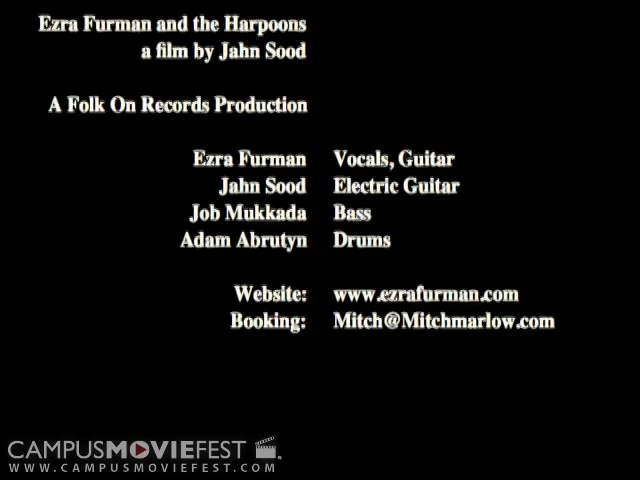 Ezra Furman and the Harpoons
a film by Jahn Sood
A Folk On Records Production
Ezra Furman Vocals, Guitar
Jahn Sood Electric Guitar
Job Mukkada Bass
Adam Abrutyn Drums
Website: www.ezrafurman.com
Booking: Mitch@Mitchmarlow.com
CAMPUSMOVIEFEST
WWW.CAMPUSMOVIEFEST.COM